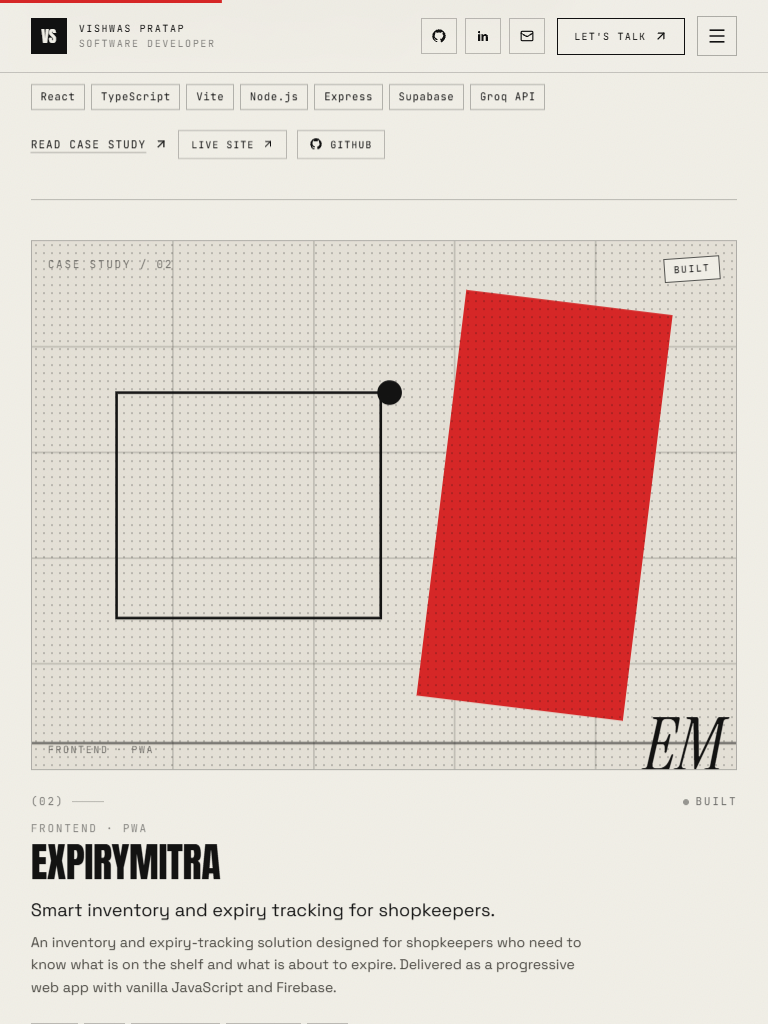 VS
VISHWAS PRATAP
SOFTWARE DEVELOPER
in
LET'S TALK
React TypeScript Vite Node.js Express Supabase Groq API
READ CASE STUDY
LIVE SITE
GITHUB
CASE STUDY / 02
BUILT
FRONTEND · PWA
EM
(02)
BUILT
FRONTEND · PWA
EXPIRYMITRA
Smart inventory and expiry tracking for shopkeepers.
An inventory and expiry-tracking solution designed for shopkeepers who need to
know what is on the shelf and what is about to expire. Delivered as a progressive
web app with vanilla JavaScript and Firebase.